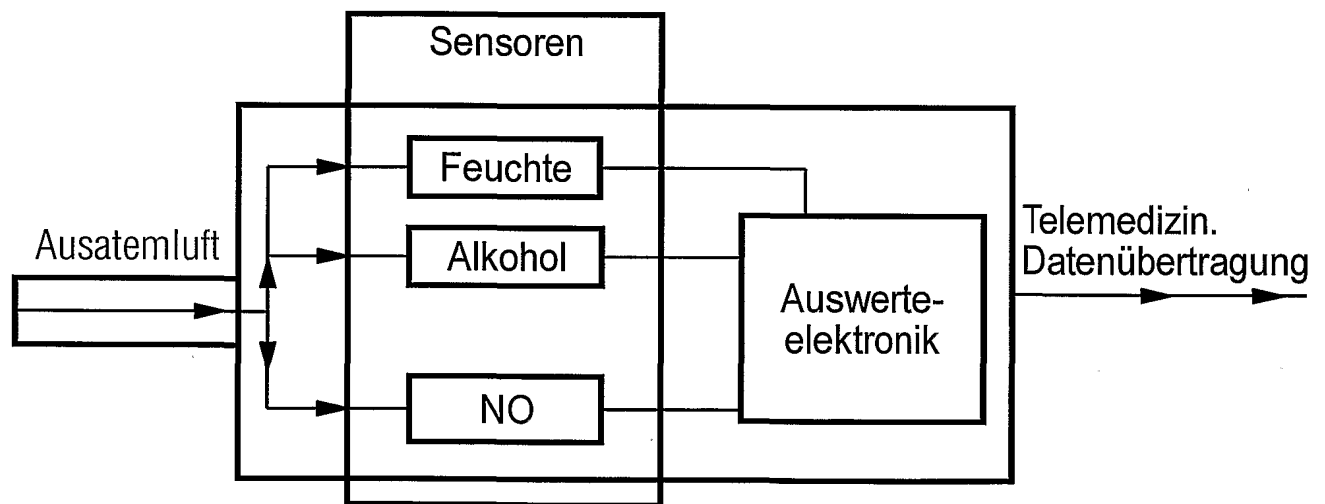 Sensoren
Feuchte
Ausatemluft
Alkohol
NO
Auswerte-
elektronik
Telemedizin.
Datenübertragung